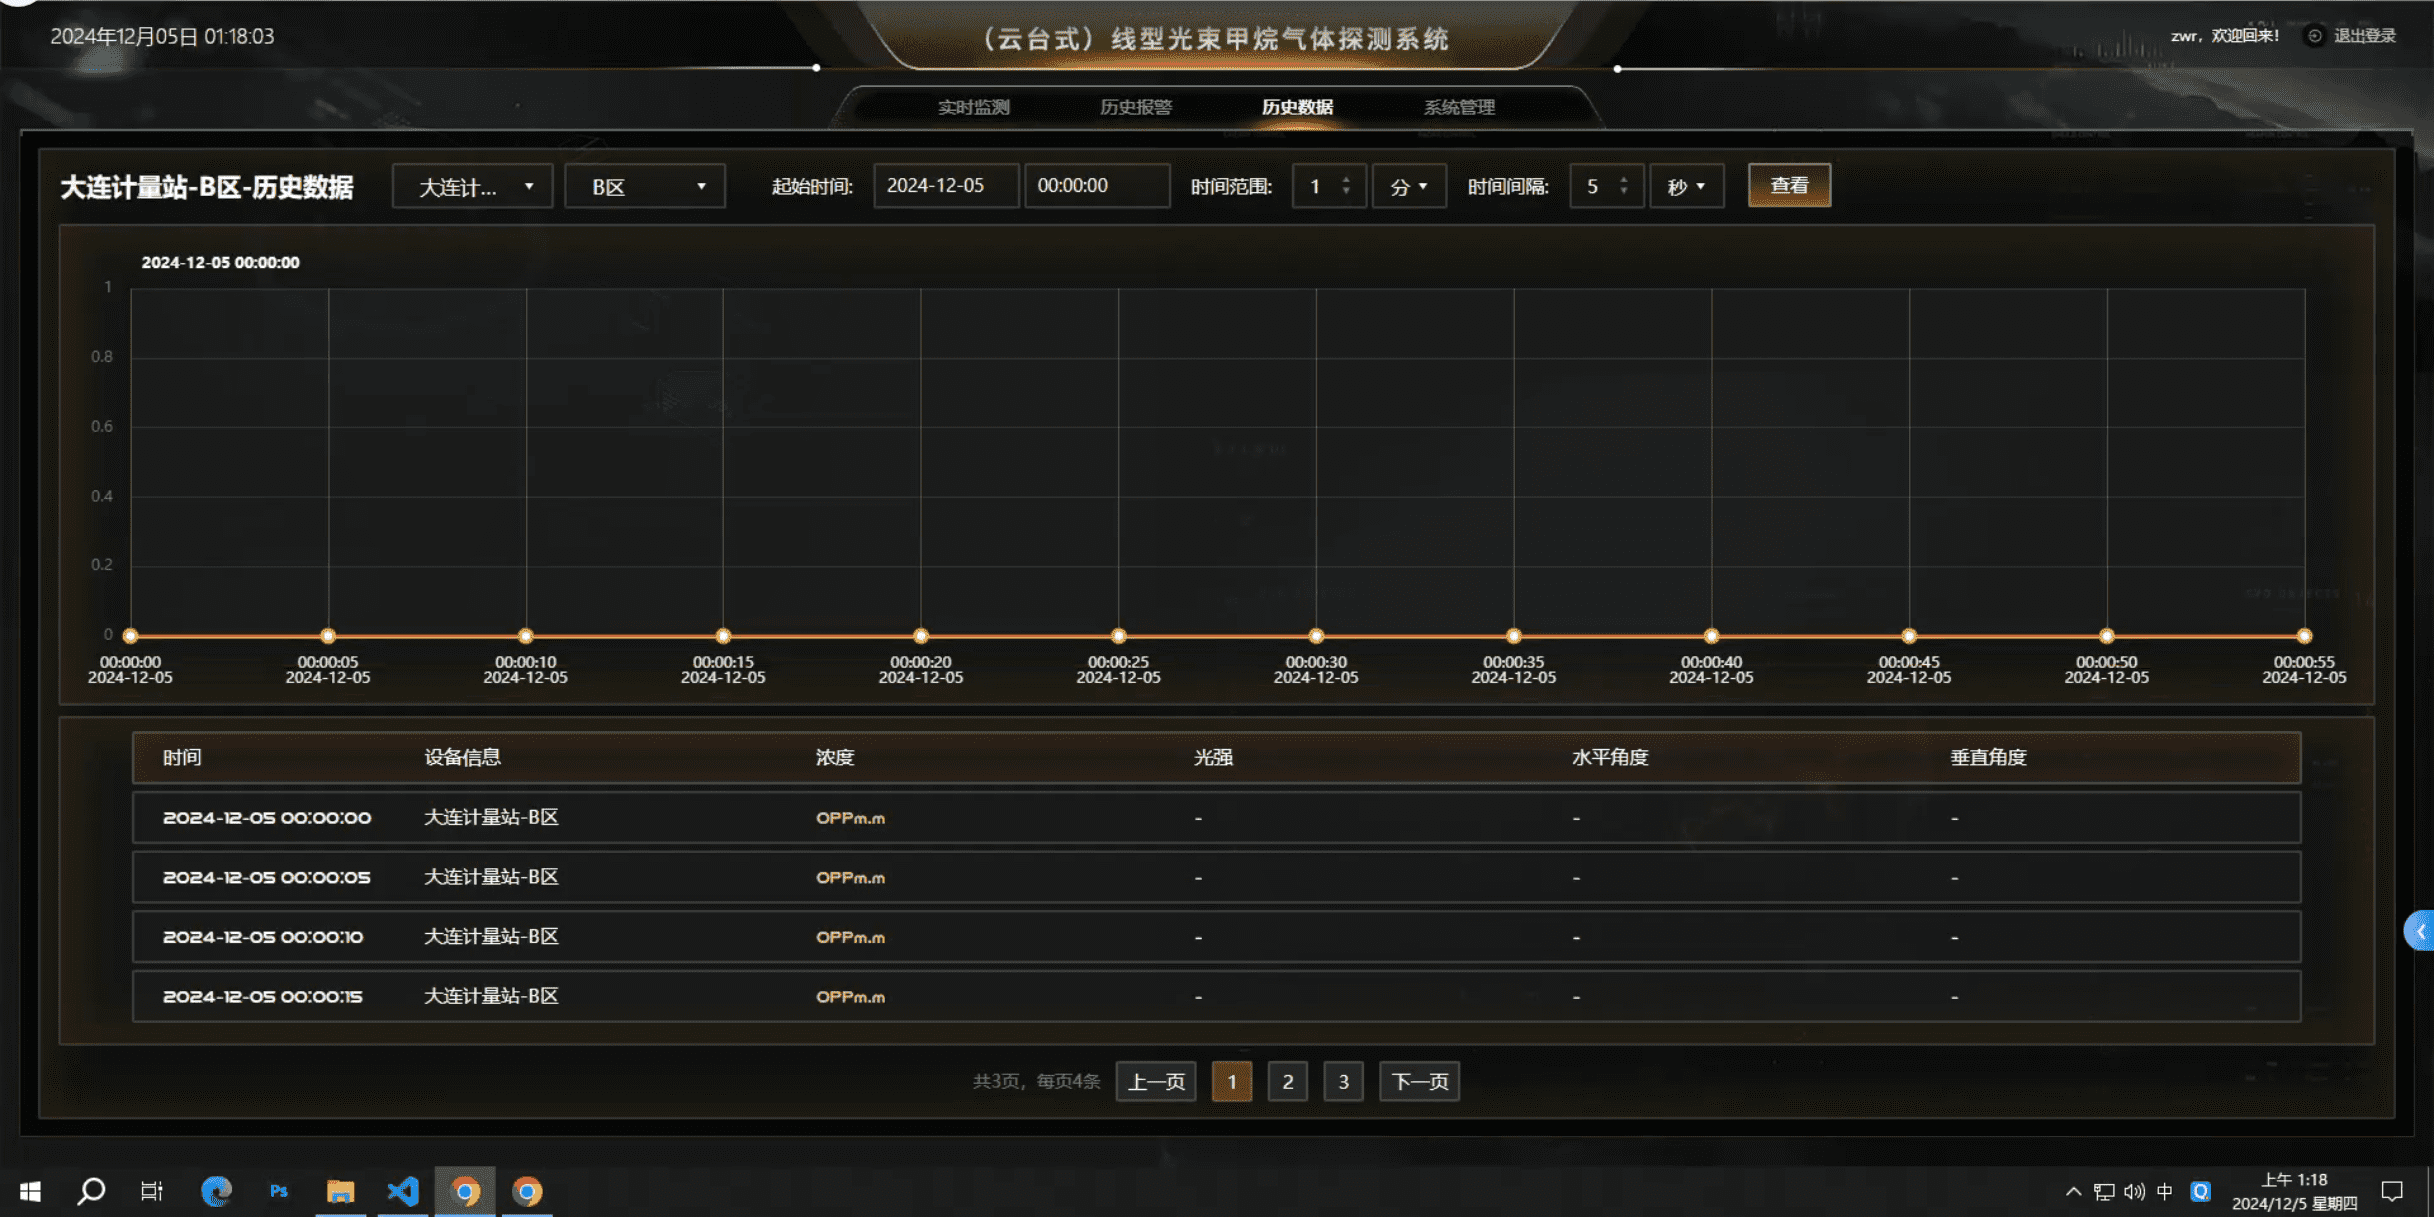 2024年12月05日 01:18:03
（云台式）线型光束甲烷气体探测系统
zwr，欢迎回来！ 退出登录
实时监测 历史报警 历史数据 系统管理
大连计量站-B区-历史数据 大连计... B区 起始时间: 2024-12-05 00:00:00 时间范围: 1 分 时间间隔: 5 秒 查看
2024-12-05 00:00:00
1
0.8
0.6
0.4
0.2
0
00:00:00 00:00:05 00:00:10 00:00:15 00:00:20 00:00:25 00:00:30 00:00:35 00:00:40 00:00:45 00:00:50 00:00:55
2024-12-05 2024-12-05 2024-12-05 2024-12-05 2024-12-05 2024-12-05 2024-12-05 2024-12-05 2024-12-05 2024-12-05 2024-12-05 2024-12-05
时间 设备信息 浓度 光强 水平角度 垂直角度
2024-12-05 00:00:00 大连计量站-B区 0PPm.m - - -
2024-12-05 00:00:05 大连计量站-B区 0PPm.m - - -
2024-12-05 00:00:10 大连计量站-B区 0PPm.m - - -
2024-12-05 00:00:15 大连计量站-B区 0PPm.m - - -
共3页，每页4条 上一页 1 2 3 下一页
Ps
中
上午 1:18
2024/12/5 星期四